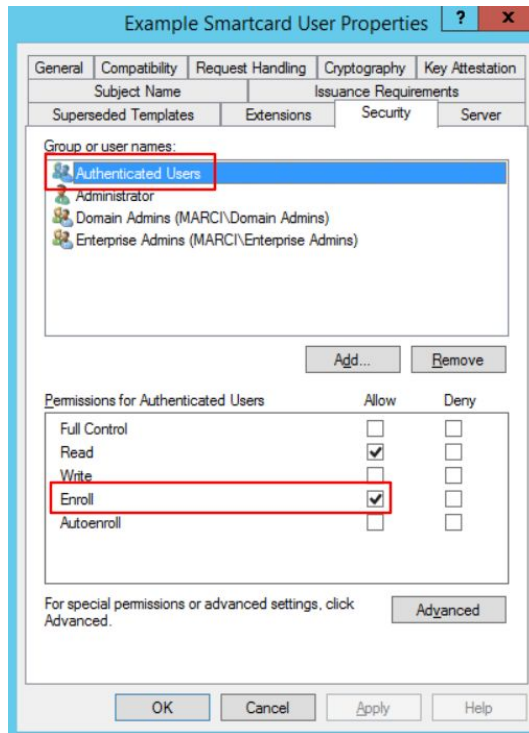 Example Smartcard User Properties ? x
General Compatibility Request Handling Cryptography Key Attestation
Subject Name Issuance Requirements
Superseded Templates Extensions Security Server
Group or user names:
Authenticated Users
Administrator
Domain Admins (MARCI\Domain Admins)
Enterprise Admins (MARCI\Enterprise Admins)
Add... Remove
Permissions for Authenticated Users Allow Deny
Full Control
Read
Write
Enroll
Autoenroll
For special permissions or advanced settings, click
Advanced. Advanced
OK Cancel Apply Help